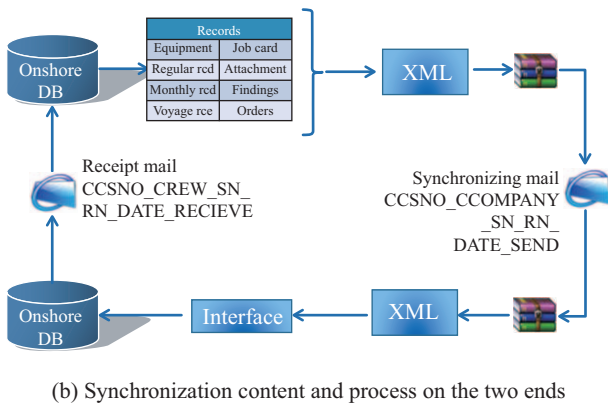 Onshore
DB
Records
Equipment Job card
Regular rcd Attachment
Monthly rcd Findings
Voyage rce Orders
XML
Receipt mail
CCSNO_CREW_SN_
RN_DATE_RECIEVE
Synchronizing mail
CCSNO_CCOMPANY
_SN_RN_
DATE_SEND
Onshore
DB
Interface
XML
(b) Synchronization content and process on the two ends